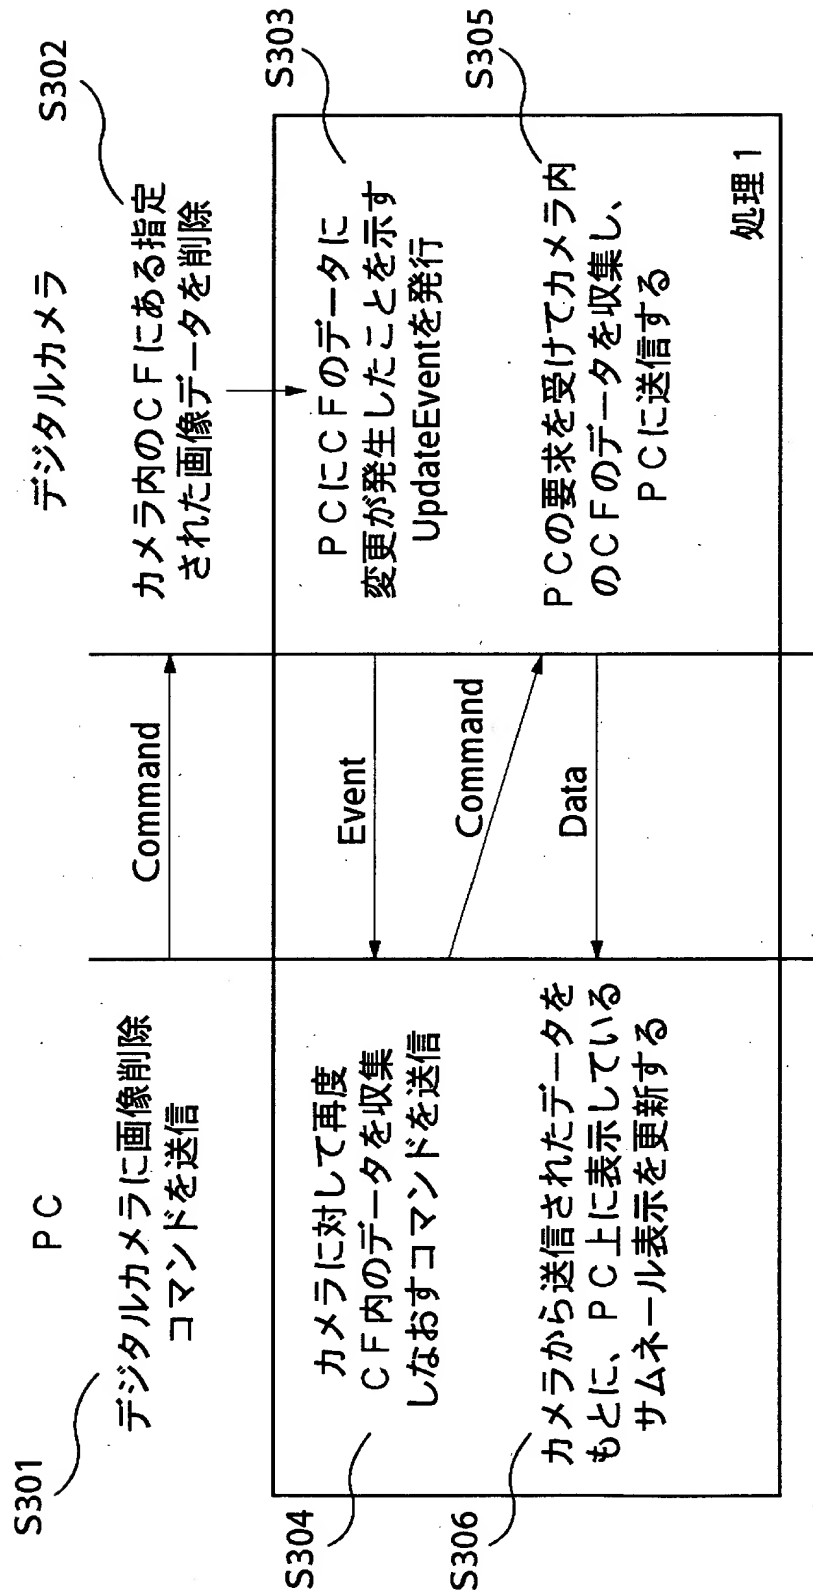 PC
デジタルカメラ
S301
デジタルカメラに画像削除
コマンドを送信
Command
S302
カメラ内のCFにある指定
された画像データを削除
S303
PCにCFのデータに
変更が発生したことを示す
UpdateEventを発行
Event
S304
カメラに対して再度
CF内のデータを収集
しなおすコマンドを送信
Command
S305
PCの要求を受けてカメラ内
のCFのデータを収集し、
PCに送信する
Data
S306
カメラから送信されたデータを
もとに、PC上に表示している
サムネール表示を更新する
処理1